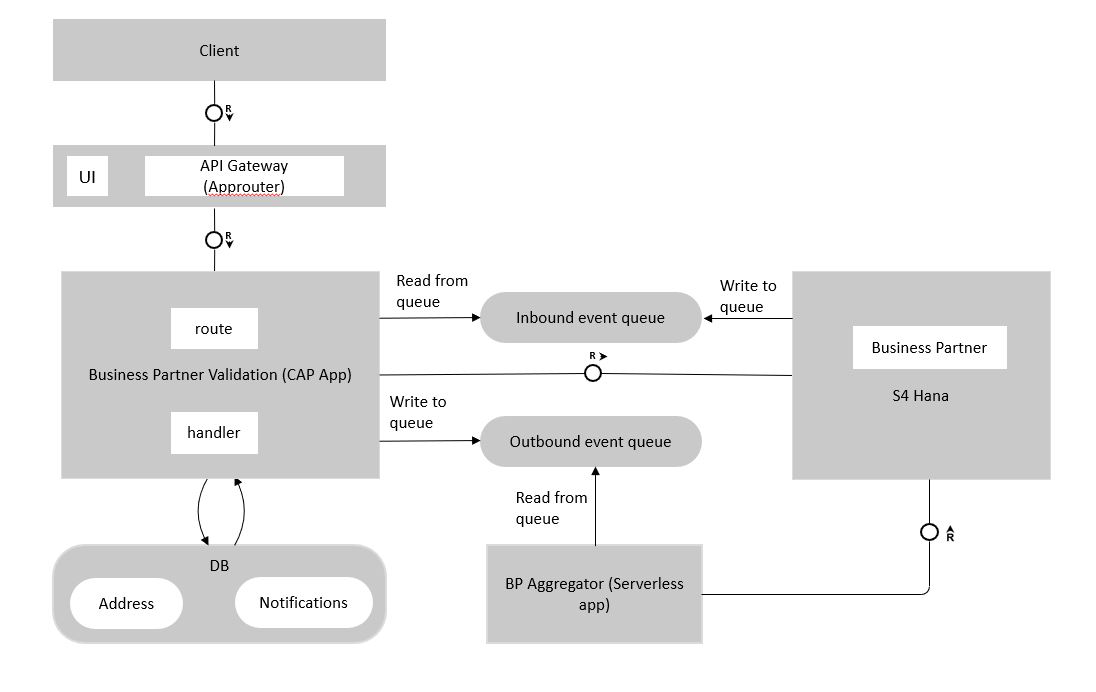 Client
R
UI
API Gateway
(Approuter)
R
Read from
queue
Inbound event queue
Write to
queue
route
Business Partner Validation (CAP App)
handler
R
Business Partner
S4 Hana
Write to
queue
Outbound event queue
Read from
queue
R
DB
Address
Notifications
BP Aggregator (Serverless
app)